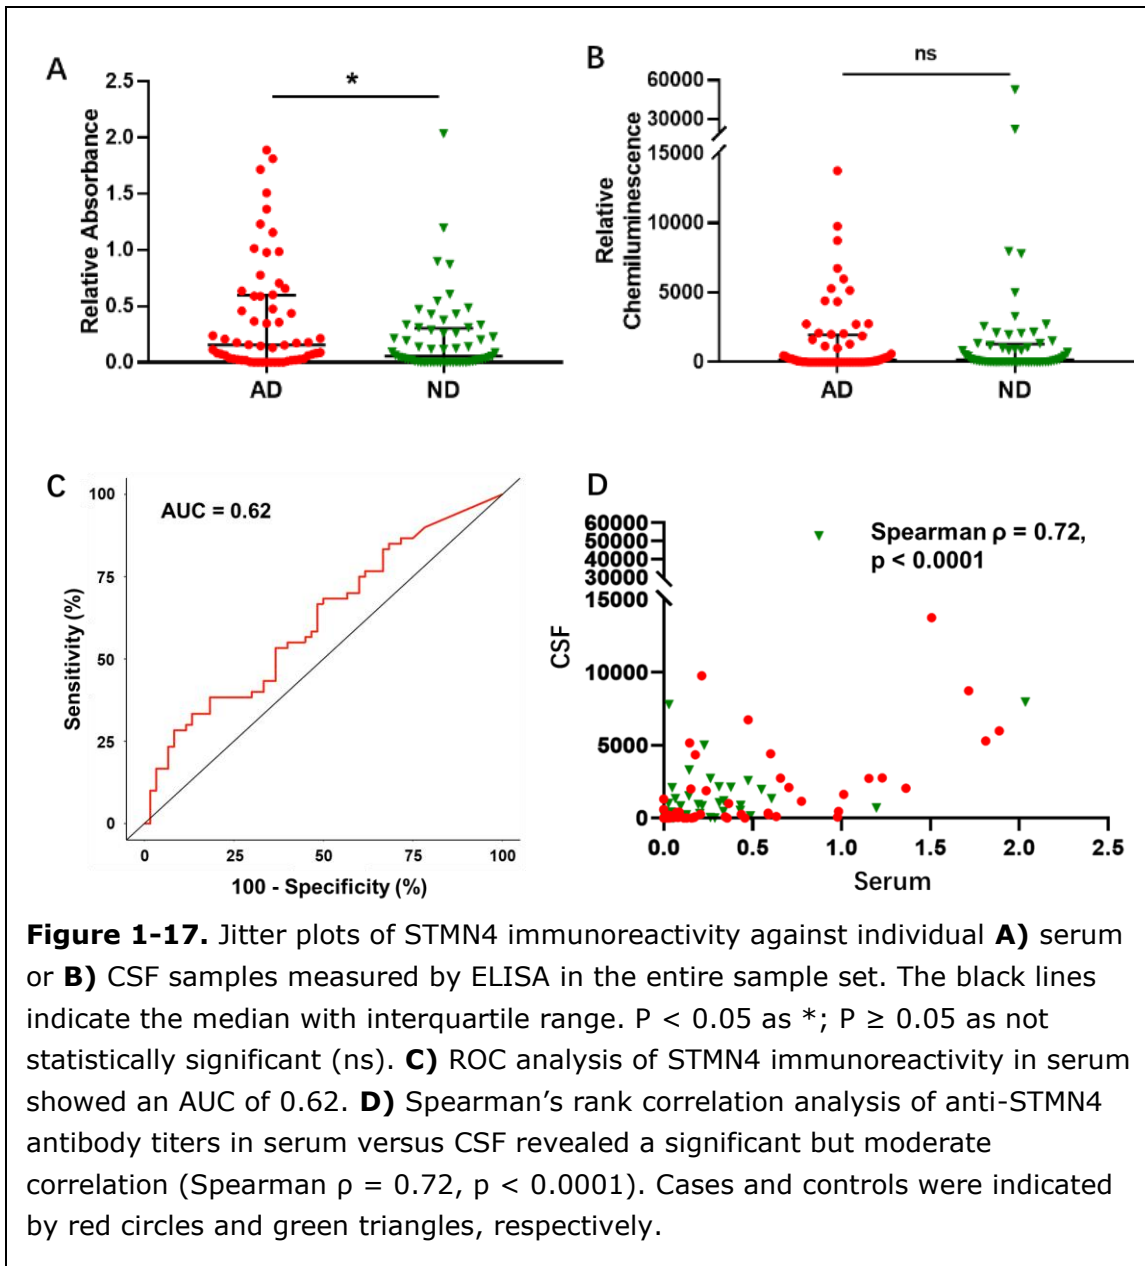 A
*
2.5
2.0
1.5
1.0
0.5
0.0
Relative Absorbance
AD
ND
B
ns
60000
30000
15000
10000
5000
0
Relative
Chemiluminescence
AD
ND
C
AUC = 0.62
100
75
50
25
0
Sensitivity (%)
0
25
50
75
100
100 - Specificity (%)
D
Spearman ρ = 0.72,
p < 0.0001
60000
50000
40000
30000
15000
10000
5000
0
CSF
0.0
0.5
1.0
1.5
2.0
2.5
Serum
Figure 1-17. Jitter plots of STMN4 immunoreactivity against individual A) serum
or B) CSF samples measured by ELISA in the entire sample set. The black lines
indicate the median with interquartile range. P < 0.05 as *; P ≥ 0.05 as not
statistically significant (ns). C) ROC analysis of STMN4 immunoreactivity in serum
showed an AUC of 0.62. D) Spearman’s rank correlation analysis of anti-STMN4
antibody titers in serum versus CSF revealed a significant but moderate
correlation (Spearman ρ = 0.72, p < 0.0001). Cases and controls were indicated
by red circles and green triangles, respectively.